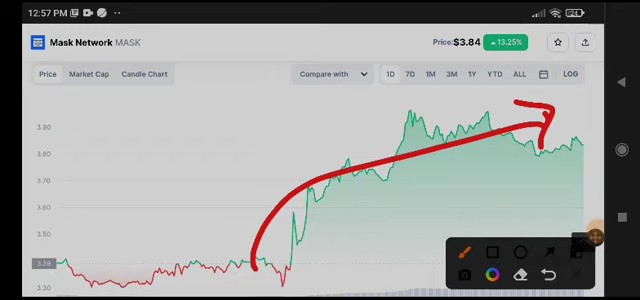 12:57 PM
24
Mask Network MASK
Price:$3.84 13.25%
Price Market Cap Candle Chart Compare with 1D 7D 1M 3M 1Y YTD ALL LOG
3.90
3.80
3.70
3.60
3.50
3.39
3.30